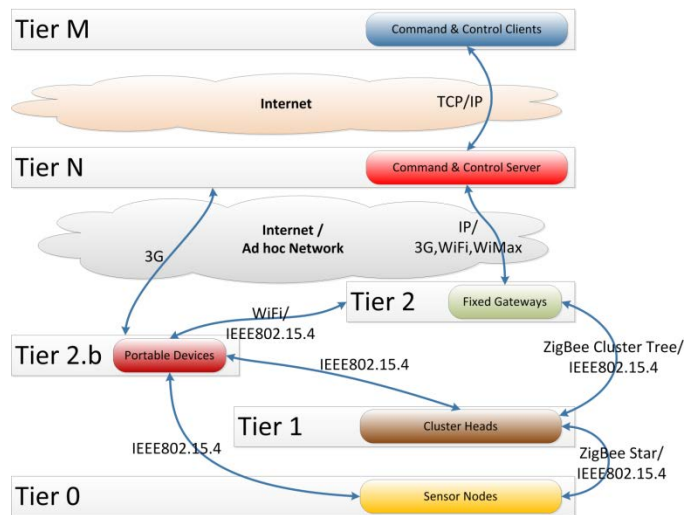 Tier M
Command & Control Clients
Internet
TCP/IP
Tier N
Command & Control Server
Internet /
Ad hoc Network
3G
IP/
3G,WiFi,WiMax
Tier 2
Fixed Gateways
WiFi/
IEEE802.15.4
Tier 2.b
Portable Devices
IEEE802.15.4
ZigBee Cluster Tree/
IEEE802.15.4
Tier 1
Cluster Heads
IEEE802.15.4
ZigBee Star/
IEEE802.15.4
Tier 0
Sensor Nodes